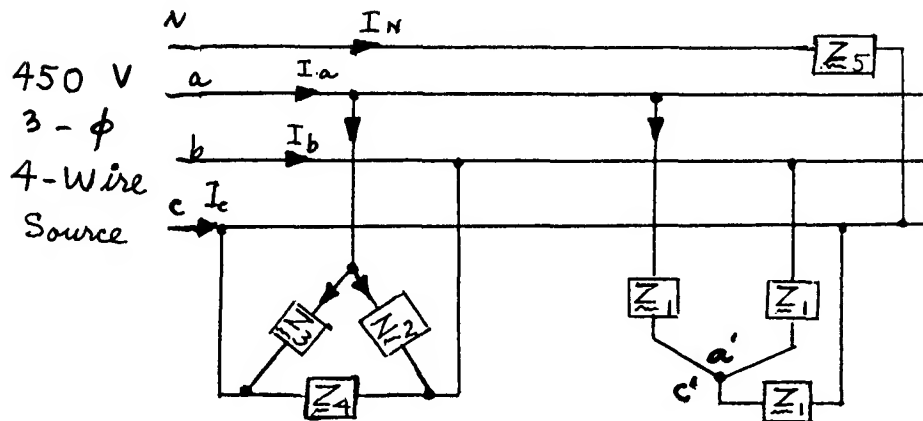 N
I_N
Z_5
450 V
a
I_a
3 - φ
b
I_b
4-Wire
c
I_c
Source
Z_3
Z_2
Z_4
Z_1
Z_1
a'
c'
Z_1